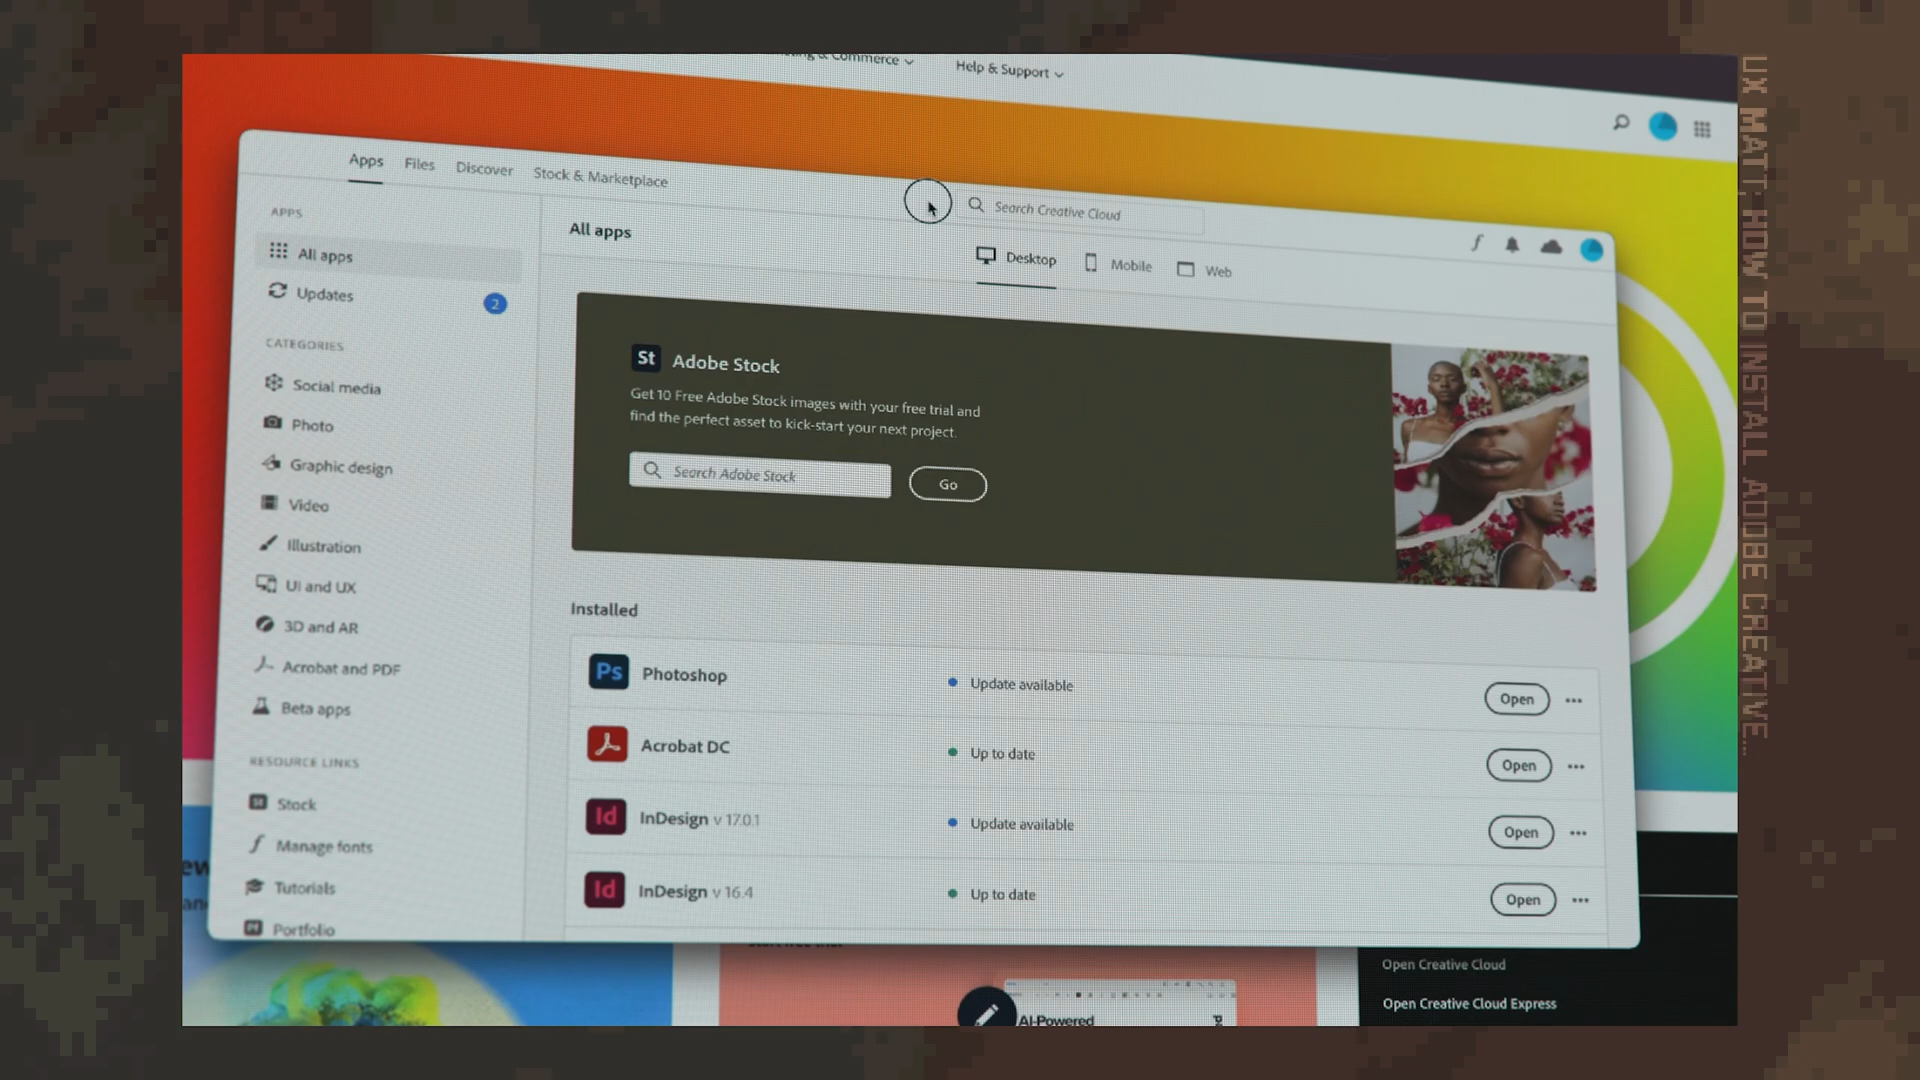 Help & Support
Apps Files Discover Stock & Marketplace
Search Creative Cloud
APPS
All apps
Updates 2
CATEGORIES
Social media
Photo
Graphic design
Video
Illustration
UI and UX
3D and AR
Acrobat and PDF
Beta apps
RESOURCE LINKS
Stock
Manage fonts
Tutorials
Portfolio
All apps
Desktop Mobile Web
St Adobe Stock
Get 10 Free Adobe Stock images with your free trial and
find the perfect asset to kick-start your next project.
Search Adobe Stock Go
Installed
Ps Photoshop Update available Open
Acrobat DC Up to date Open
Id InDesign v 17.0.1 Update available Open
Id InDesign v 16.4 Up to date Open
Open Creative Cloud
Open Creative Cloud Express
AI-Powered
UX MATT, HOW TO INSTALL ADOBE CREATIVE...